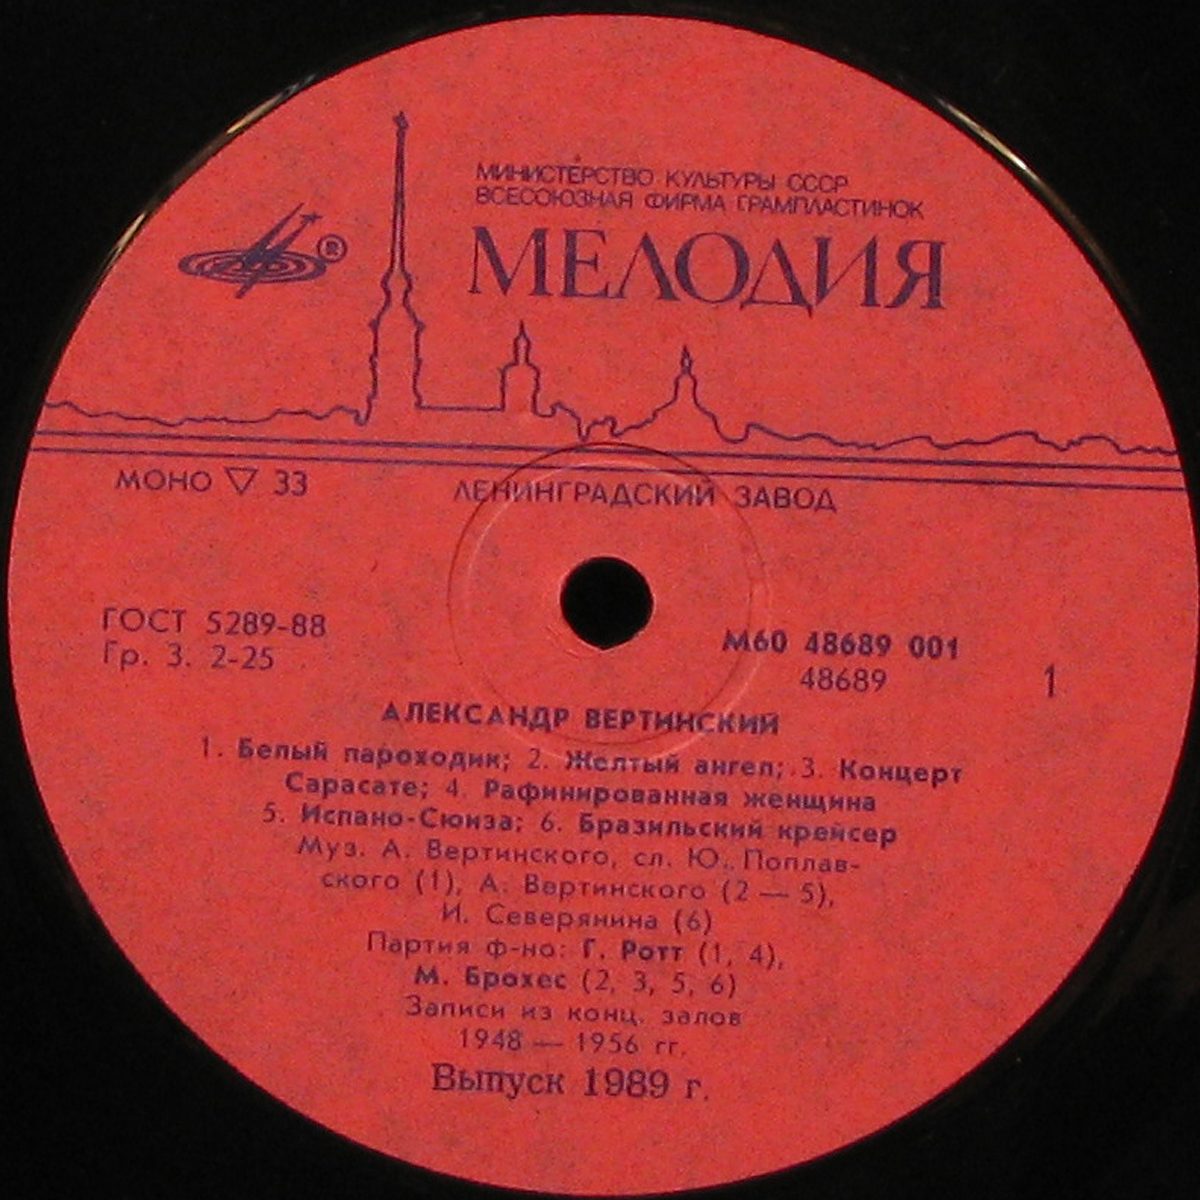 МИНИСТЕРСТВО КУЛЬТУРЫ СССР
ВСЕСОЮЗНАЯ ФИРМА ГРАМПЛАСТИНОК
МЕЛОДИЯ
®
МОНО ▽ 33
ЛЕНИНГРАДСКИЙ ЗАВОД
ГОСТ 5289-88
Гр. 3. 2-25
М60 48689 001
48689
1
АЛЕКСАНДР ВЕРТИНСКИЙ
1. Белый пароходик; 2. Желтый ангел; 3. Концерт
Сарасате; 4. Рафинированная женщина
5. Испано-Сюиза; 6. Бразильский крейсер
Муз. А. Вертинского, сл. Ю. Поплав-
ского (1), А. Вертинского (2 — 5),
И. Северянина (6)
Партия ф-но: Г. Ротт (1, 4),
М. Брохес (2, 3, 5, 6)
Записи из конц. залов
1948 — 1956 гг.
Выпуск 1989 г.